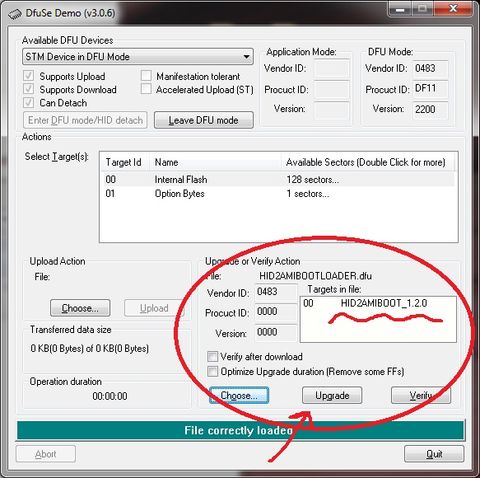 DfuSe Demo (v3.0.6)
Available DFU Devices
STM Device in DFU Mode
Supports Upload
Manifestation tolerant
Supports Download
Accelerated Upload (ST)
Can Detach
Enter DFU mode/HID detach
Leave DFU mode
Application Mode:
Vendor ID:
Procuct ID:
Version:
DFU Mode:
Vendor ID: 0483
Procuct ID: DF11
Version: 2200
Actions
Select Target(s):
Target Id Name Available Sectors (Double Click for more)
00 Internal Flash 128 sectors...
01 Option Bytes 1 sectors...
Upload Action
File:
Choose...
Upload
Transferred data size
0 KB(0 Bytes) of 0 KB(0 Bytes)
Operation duration
00:00:00
Upgrade or Verify Action
File: HID2AMIBOOTLOADER.dfu
Vendor ID: 0483
Procuct ID: 0000
Version: 0000
Targets in file:
00 HID2AMIBOOT_1.2.0
Verify after download
Optimize Upgrade duration (Remove some FFs)
Choose...
Upgrade
Verify
File correctly loaded
Abort
Quit